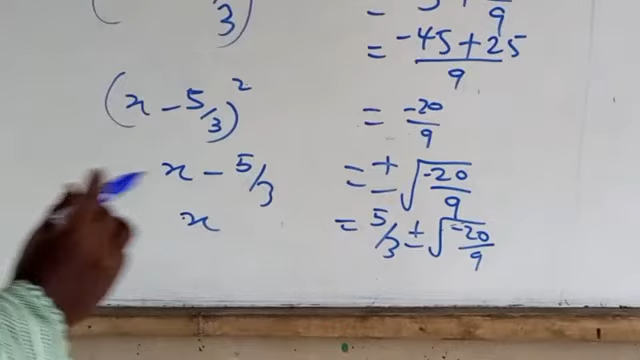 ( 3 )
= -45+25/9
(x - 5/3)² = -20/9
x - 5/3 = ±√(-20/9)
x = 5/3 ± √(-20/9)